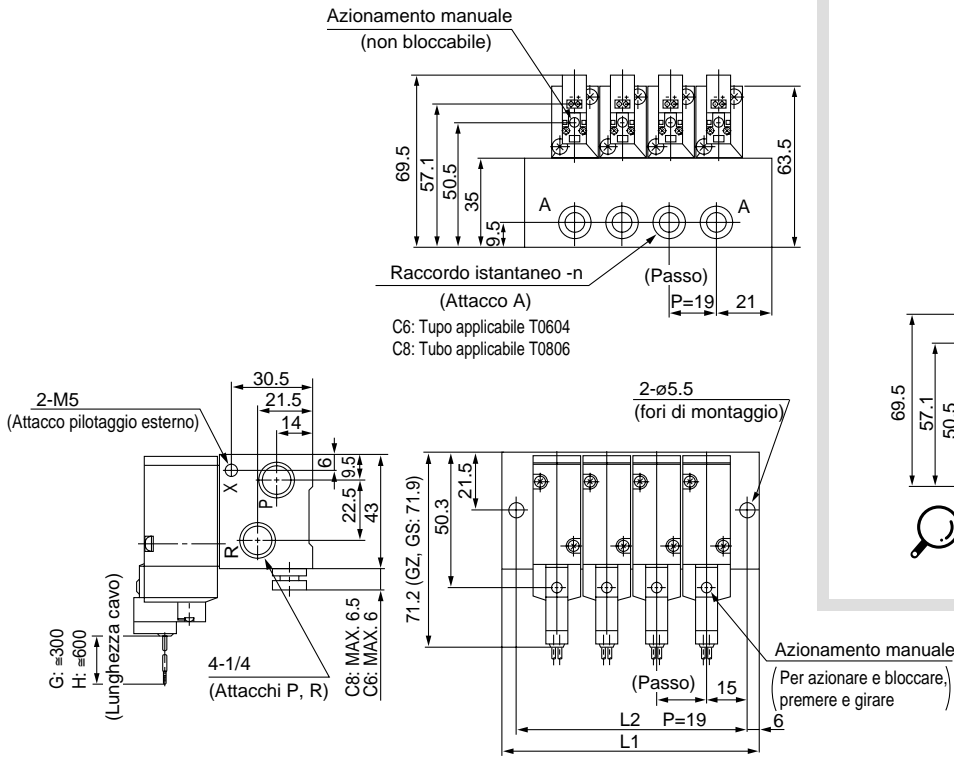 Azionamento manuale
(non bloccabile)
69.5
57.1
50.5
35
9.5
63.5
A
A
Raccordo istantaneo -n
(Attacco A)
C6: Tupo applicabile T0604
C8: Tubo applicabile T0806
(Passo)
P=19
21
69.5
57.1
50.5
30.5
21.5
14
2-M5
(Attacco pilotaggio esterno)
6
9.5
22.5
43
X
P
R
G: ≅300
H: ≅600
(Lunghezza cavo)
4-1/4
(Attacchi P, R)
C8: MAX. 6.5
C6: MAX. 6
2-ø5.5
(fori di montaggio)
21.5
50.3
71.2 (GZ, GS: 71.9)
Azionamento manuale
(Per azionare e bloccare,
premere e girare)
(Passo)
15
L2
P=19
6
L1